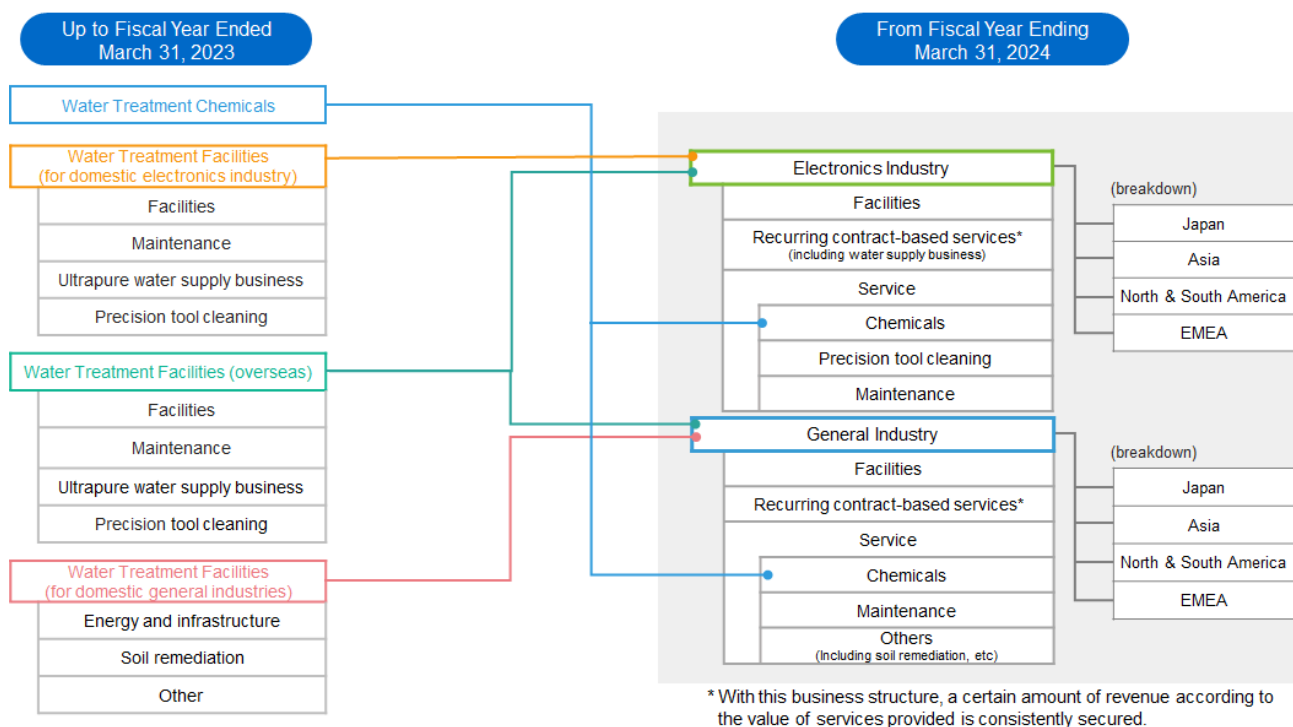 Up to Fiscal Year Ended
March 31, 2023
Water Treatment Chemicals
Water Treatment Facilities
(for domestic electronics industry)
Facilities
Maintenance
Ultrapure water supply business
Precision tool cleaning
Water Treatment Facilities (overseas)
Facilities
Maintenance
Ultrapure water supply business
Precision tool cleaning
Water Treatment Facilities
(for domestic general industries)
Energy and infrastructure
Soil remediation
Other
From Fiscal Year Ending
March 31, 2024
Electronics Industry
Facilities
Recurring contract-based services*
(including water supply business)
Service
Chemicals
Precision tool cleaning
Maintenance
(breakdown)
Japan
Asia
North & South America
EMEA
General Industry
Facilities
Recurring contract-based services*
Service
Chemicals
Maintenance
Others
(Including soil remediation, etc)
(breakdown)
Japan
Asia
North & South America
EMEA
* With this business structure, a certain amount of revenue according to
the value of services provided is consistently secured.